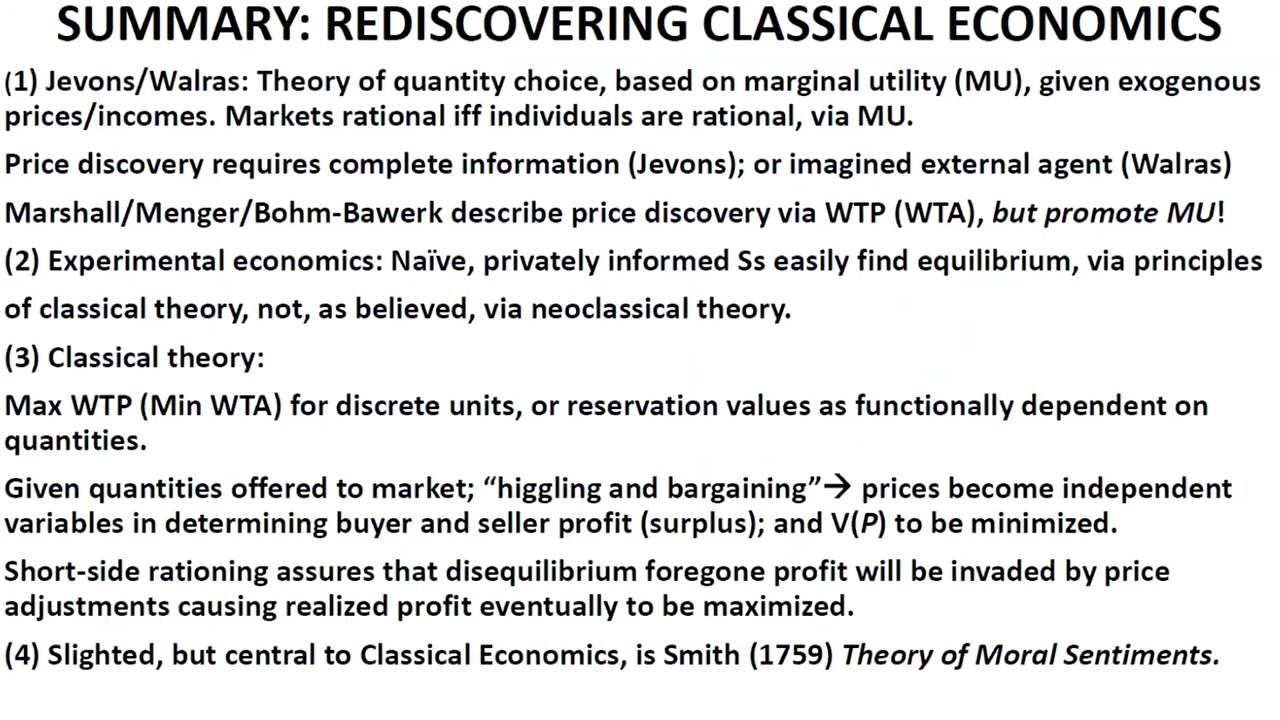 SUMMARY: REDISCOVERING CLASSICAL ECONOMICS
(1) Jevons/Walras: Theory of quantity choice, based on marginal utility (MU), given exogenous
prices/incomes. Markets rational iff individuals are rational, via MU.
Price discovery requires complete information (Jevons); or imagined external agent (Walras)
Marshall/Menger/Bohm-Bawerk describe price discovery via WTP (WTA), but promote MU!
(2) Experimental economics: Naïve, privately informed Ss easily find equilibrium, via principles
of classical theory, not, as believed, via neoclassical theory.
(3) Classical theory:
Max WTP (Min WTA) for discrete units, or reservation values as functionally dependent on
quantities.
Given quantities offered to market; “higgling and bargaining”→ prices become independent
variables in determining buyer and seller profit (surplus); and V(P) to be minimized.
Short-side rationing assures that disequilibrium foregone profit will be invaded by price
adjustments causing realized profit eventually to be maximized.
(4) Slighted, but central to Classical Economics, is Smith (1759) Theory of Moral Sentiments.